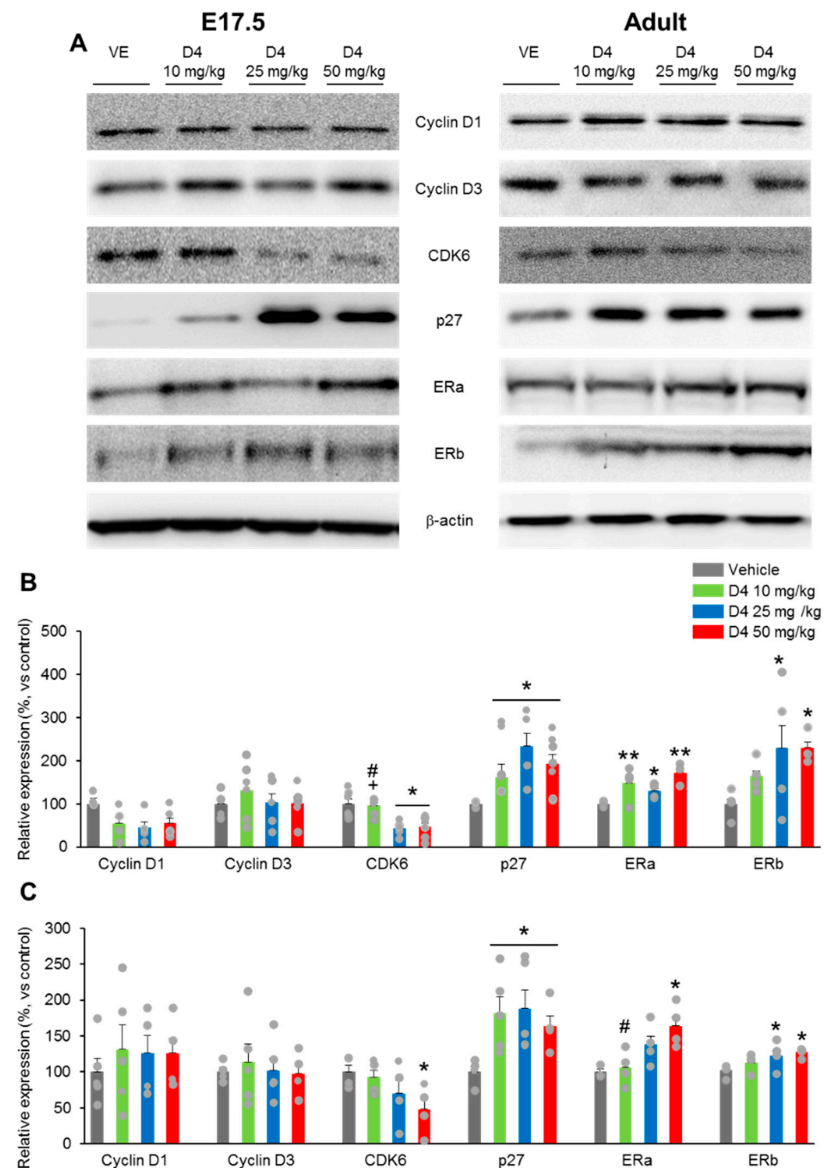 E17.5 Adult
A
VE D4 D4 D4 VE D4 D4 D4
10 mg/kg 25 mg/kg 50 mg/kg 10 mg/kg 25 mg/kg 50 mg/kg
Cyclin D1
Cyclin D3
CDK6
p27
ERa
ERb
β-actin
B
Vehicle
D4 10 mg/kg
D4 25 mg /kg
D4 50 mg/kg
Relative expression (%, vs control)
500
400
300
200
100
0
#
+
*
*
**
*
**
*
*
Cyclin D1 Cyclin D3 CDK6 p27 ERa ERb
C
Relative expression (%, vs control)
300
250
200
150
100
50
0
*
*
#
*
*
*
Cyclin D1 Cyclin D3 CDK6 p27 ERa ERb